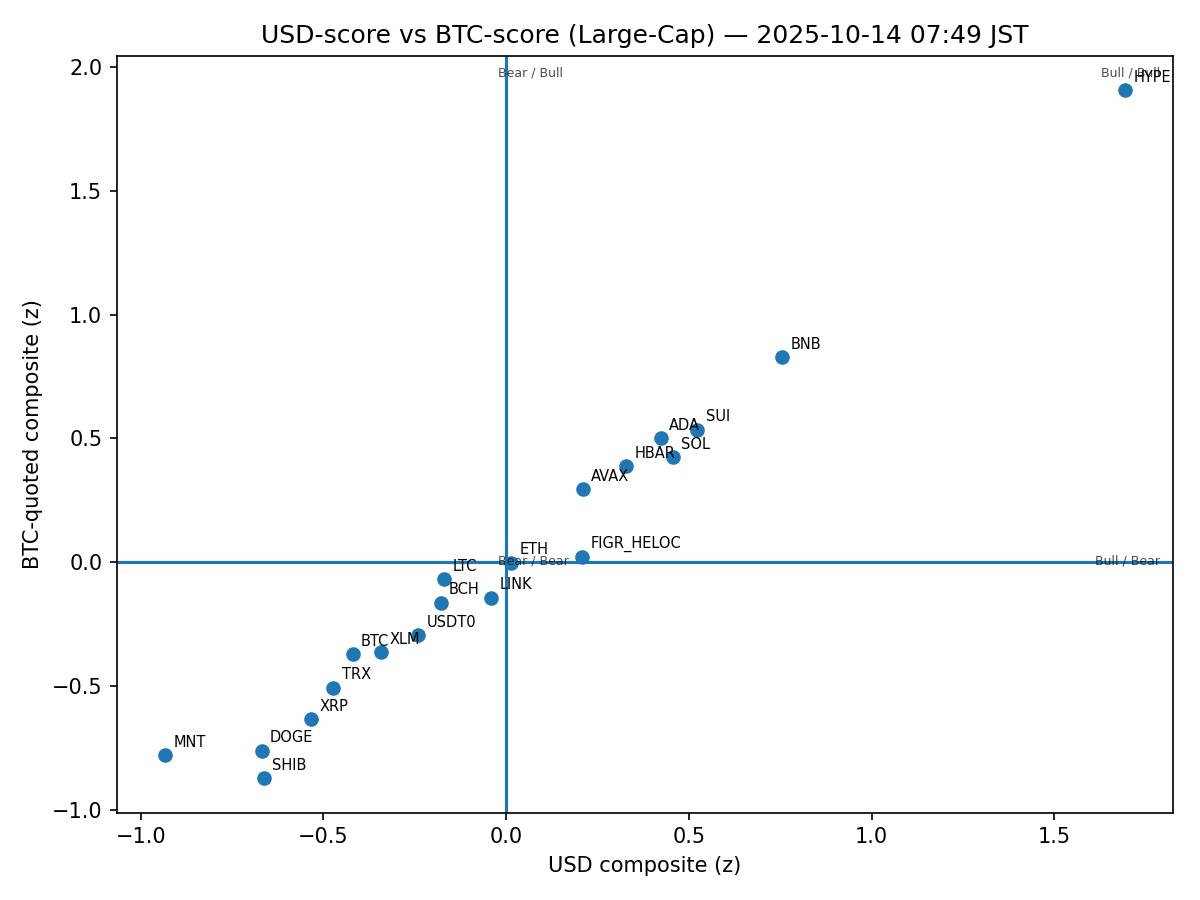 USD-score vs BTC-score (Large-Cap) — 2025-10-14 07:49 JST
2.0
Bear / Bull
Bull / Bull
HYPE
1.5
1.0
BNB
SUI
ADA
0.5
SOL
HBAR
AVAX
FIGR_HELOC
ETH
0.0
Bear / Bear
Bull / Bear
LTC
BCH
LINK
USDT0
BTC
XLM
−0.5
TRX
XRP
MNT
DOGE
SHIB
−1.0
−1.0
−0.5
0.0
0.5
1.0
1.5
USD composite (z)
BTC-quoted composite (z)